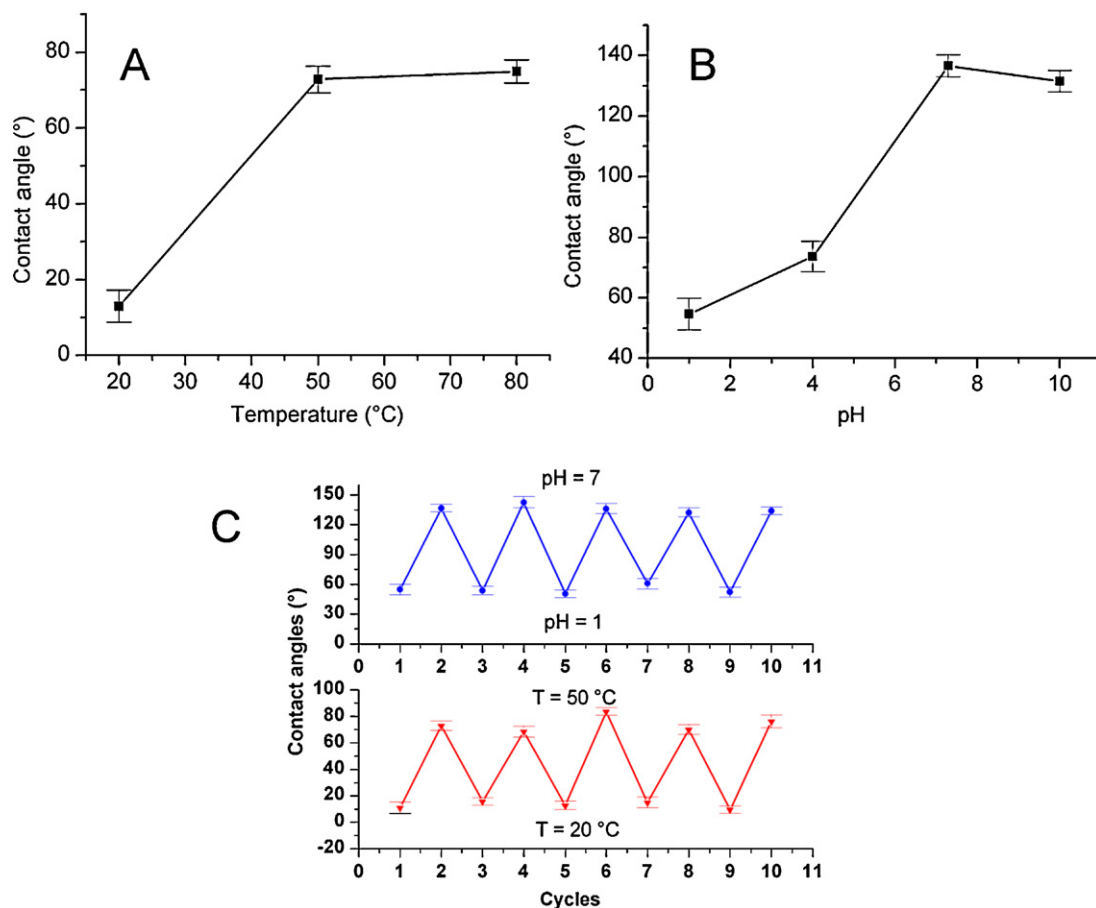 A
Contact angle (°)
80
60
40
20
0
20 30 40 50 60 70 80
Temperature (°C)
B
Contact angle (°)
140
120
100
80
60
40
0 2 4 6 8 10
pH
C
Contact angles (°)
pH = 7
150
120
90
60
30
0
pH = 1
1 2 3 4 5 6 7 8 9 10 11
T = 50 °C
100
80
60
40
20
0
-20
T = 20 °C
1 2 3 4 5 6 7 8 9 10 11
Cycles